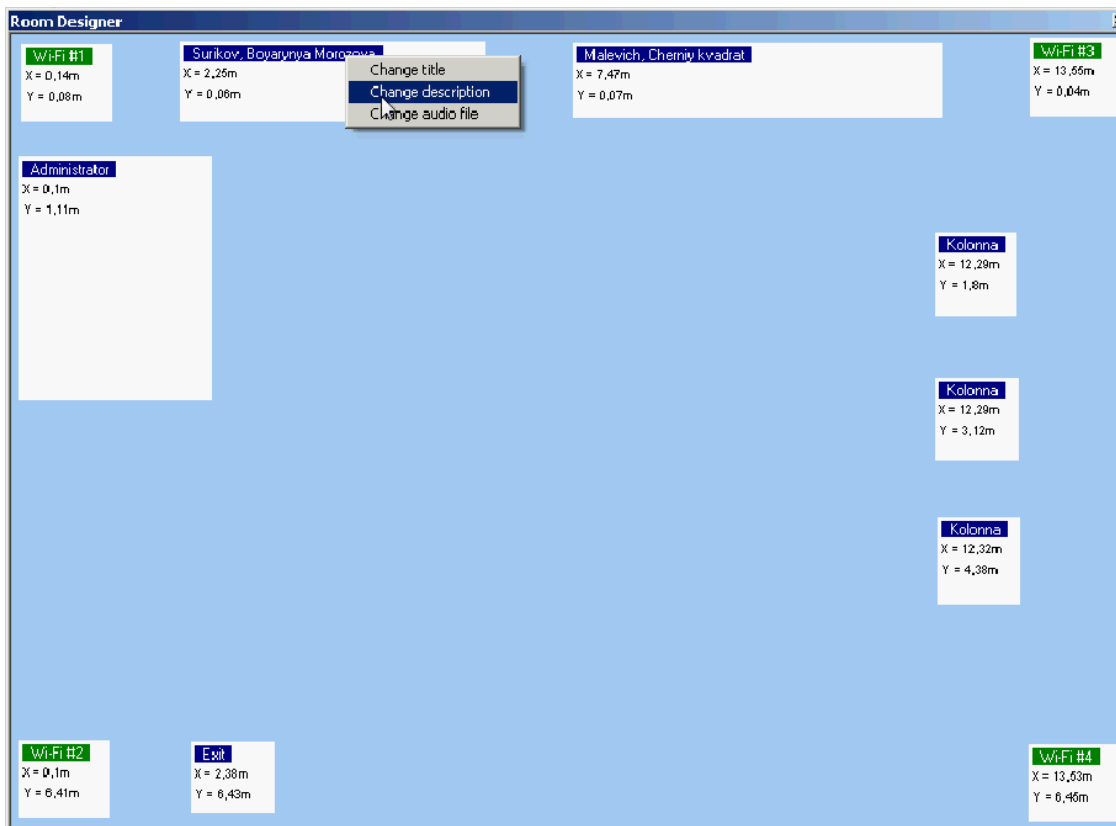 Room Designer
Wi-Fi #1
X = 0,14m
Y = 0,08m
Surikov, Boyarynya Morozova
X = 2,25m
Y = 0,06m
Change title
Change description
Change audio file
Malevich, Cherniy kvadrat
X = 7,47m
Y = 0,07m
Wi-Fi #3
X = 13,55m
Y = 0,04m
Administrator
X = 0,1m
Y = 1,11m
Kolonna
X = 12,29m
Y = 1,8m
Kolonna
X = 12,29m
Y = 3,12m
Kolonna
X = 12,32m
Y = 4,38m
Wi-Fi #2
X = 0,1m
Y = 6,41m
Exit
X = 2,38m
Y = 6,43m
Wi-Fi #4
X = 13,53m
Y = 6,45m